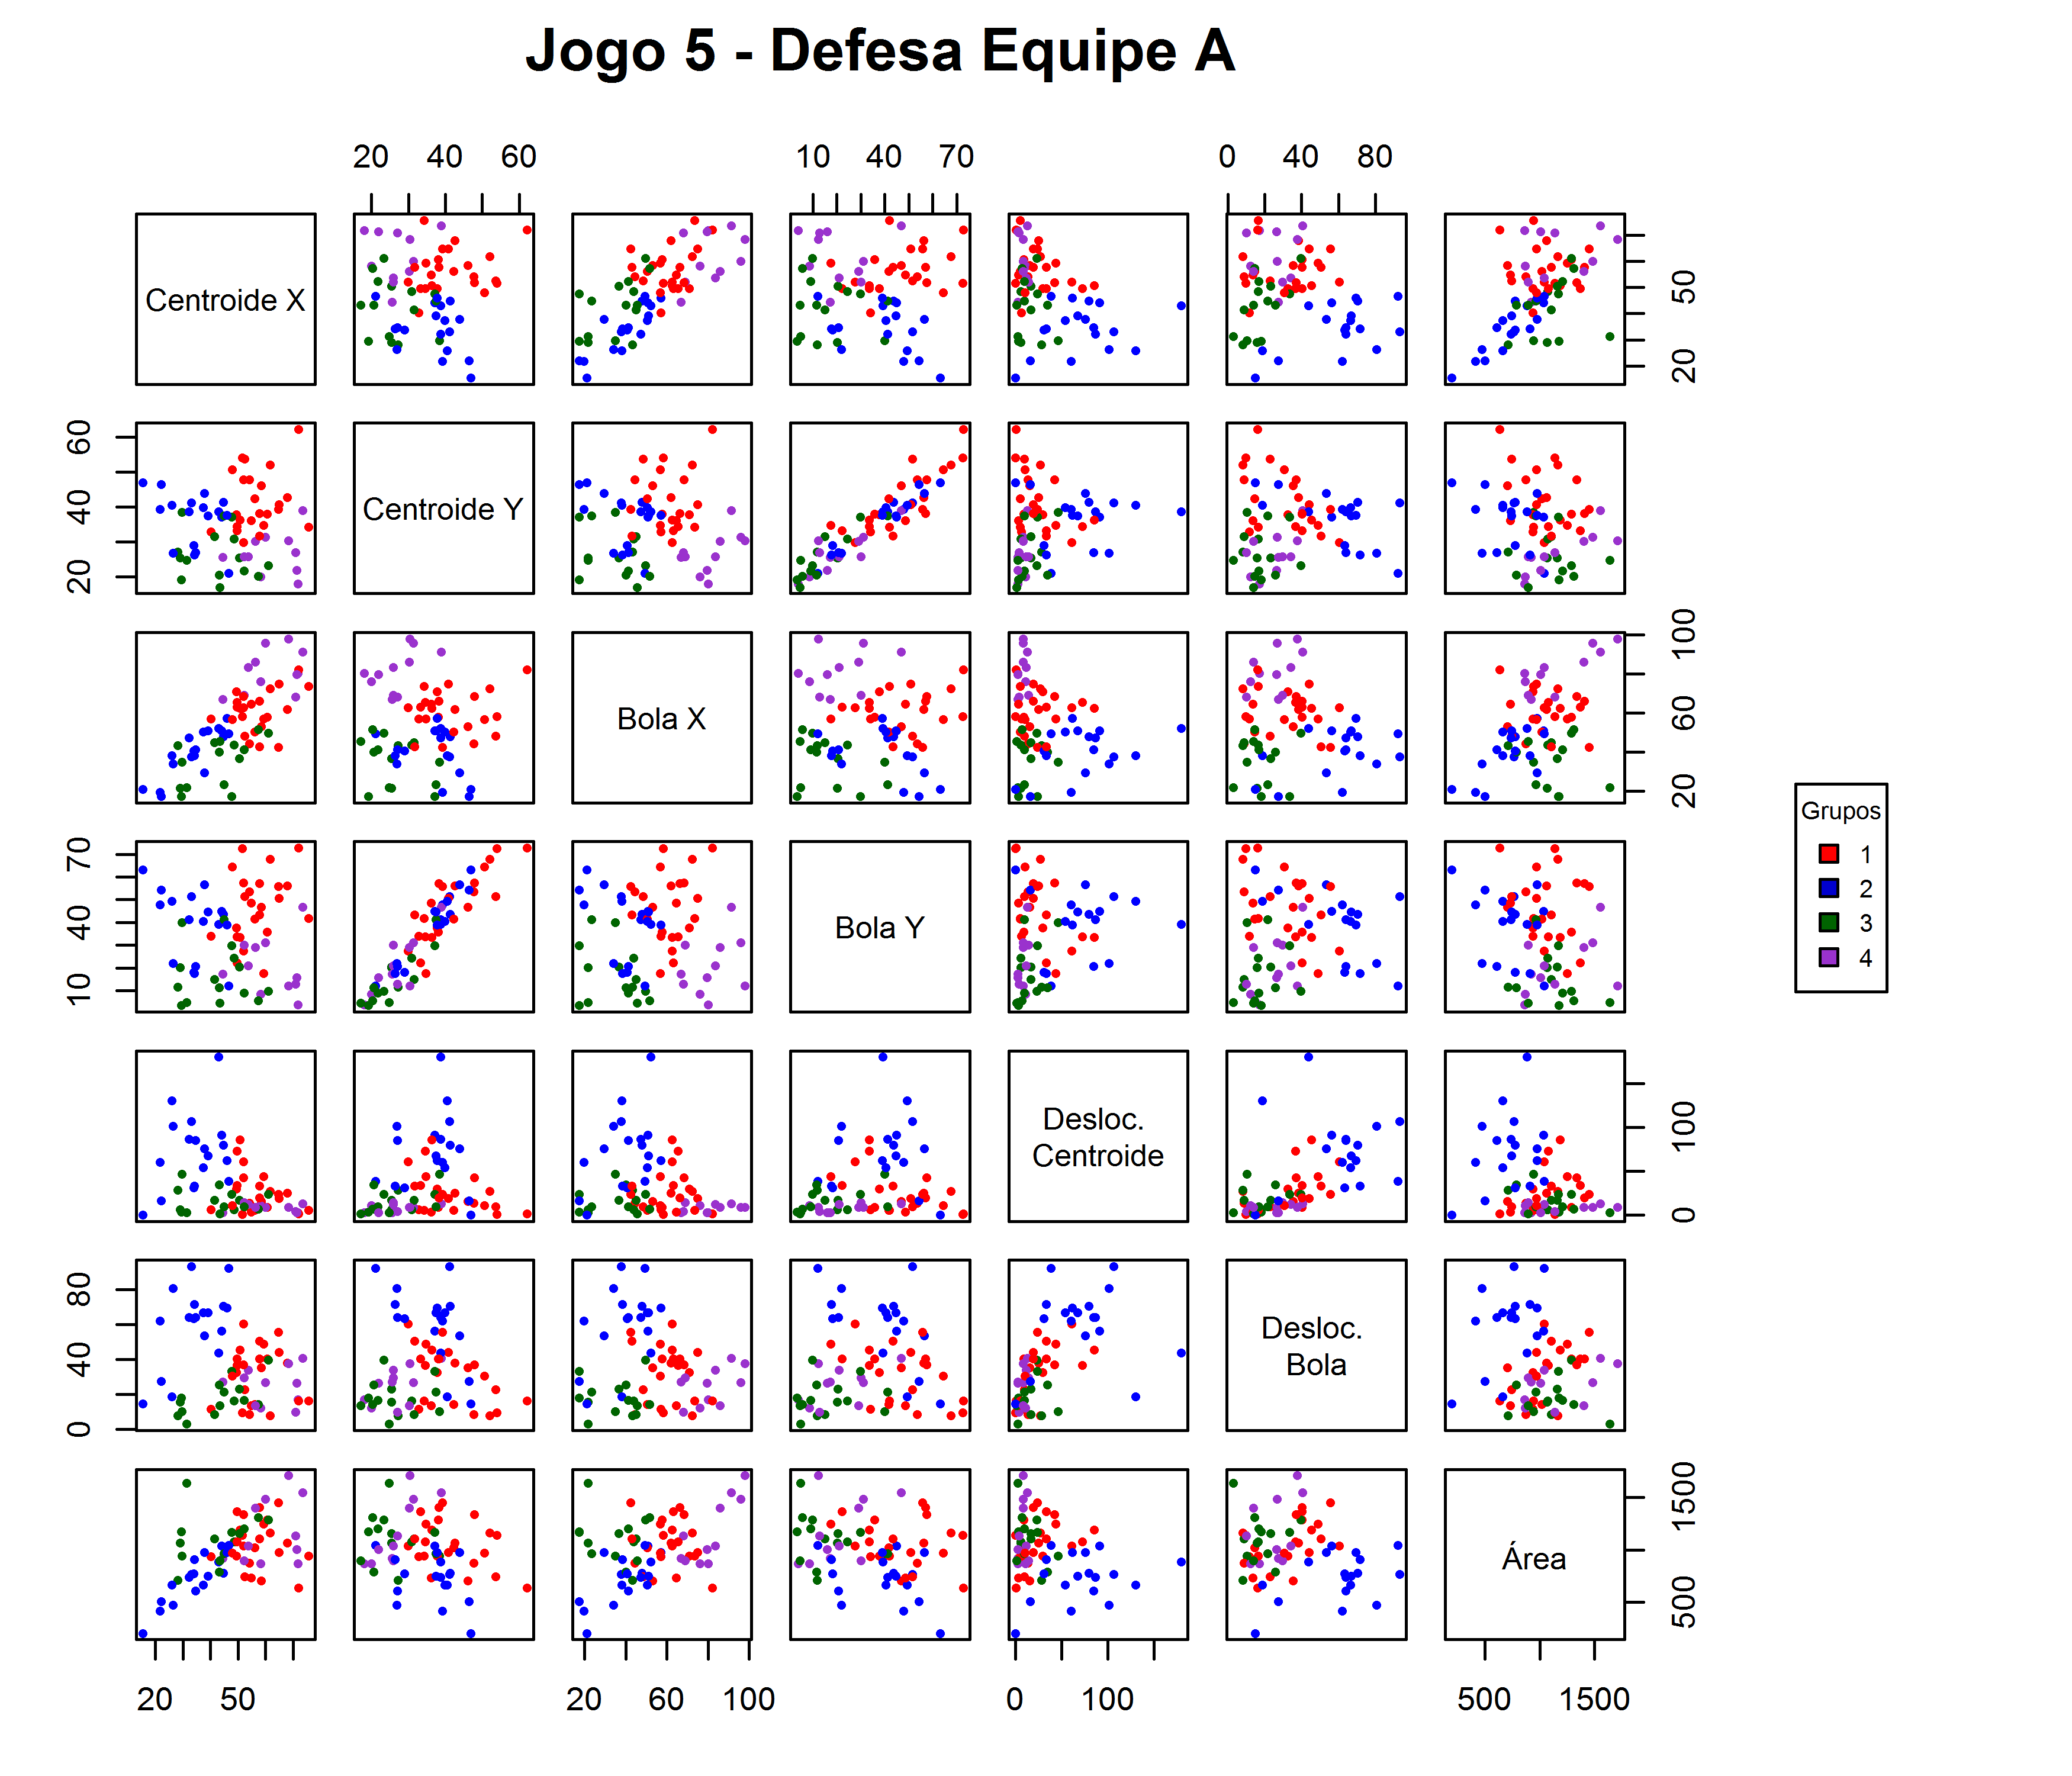 Jogo 5 - Defesa Equipe A
20 40 60
10 40 70
0 40 80
Centroide X
20 50
20 40 60
Centroide Y
Bola X
20 60 100
10 40 70
Bola Y
Desloc.
Centroide
0 100
0 40 80
Desloc.
Bola
Área
500 1500
20 50
20 60 100
0 100
500 1500
Grupos
1
2
3
4